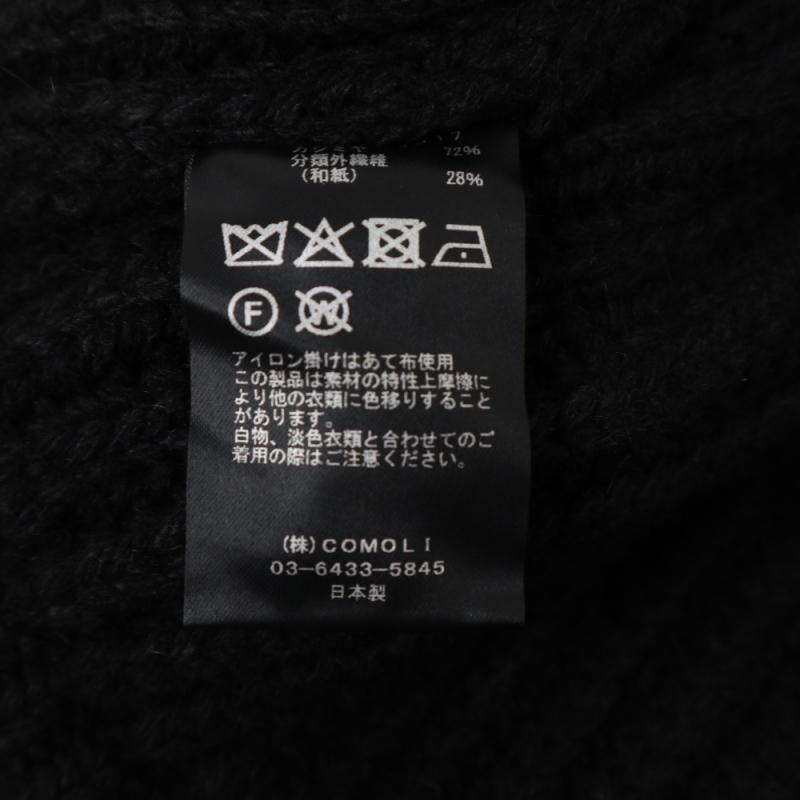 カシミヤ 72%
分類外繊維
（和紙） 28%
F W
アイロン掛けはあて布使用
この製品は素材の特性上摩擦に
より他の衣類に色移りすること
があります。
白物、淡色衣類と合わせてのご
着用の際はご注意ください。
（株）COMOLI
03-6433-5845
日本製